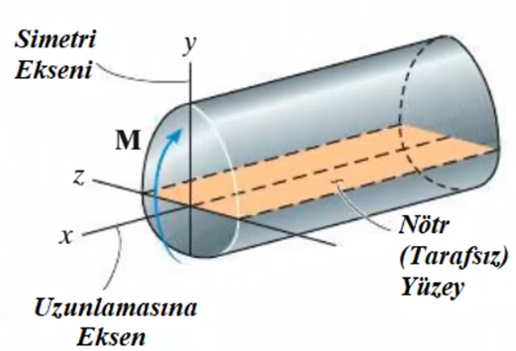 Simetri
Ekseni
y
M
z
x
Nötr
(Tarafsız)
Yüzey
Uzunlamasına
Eksen